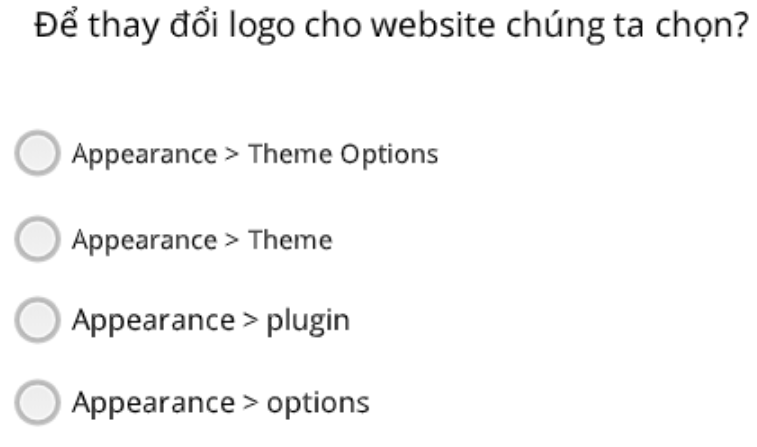 Để thay đổi logo cho website chúng ta chọn?
Appearance > Theme Options
Appearance > Theme
Appearance > plugin
Appearance > options